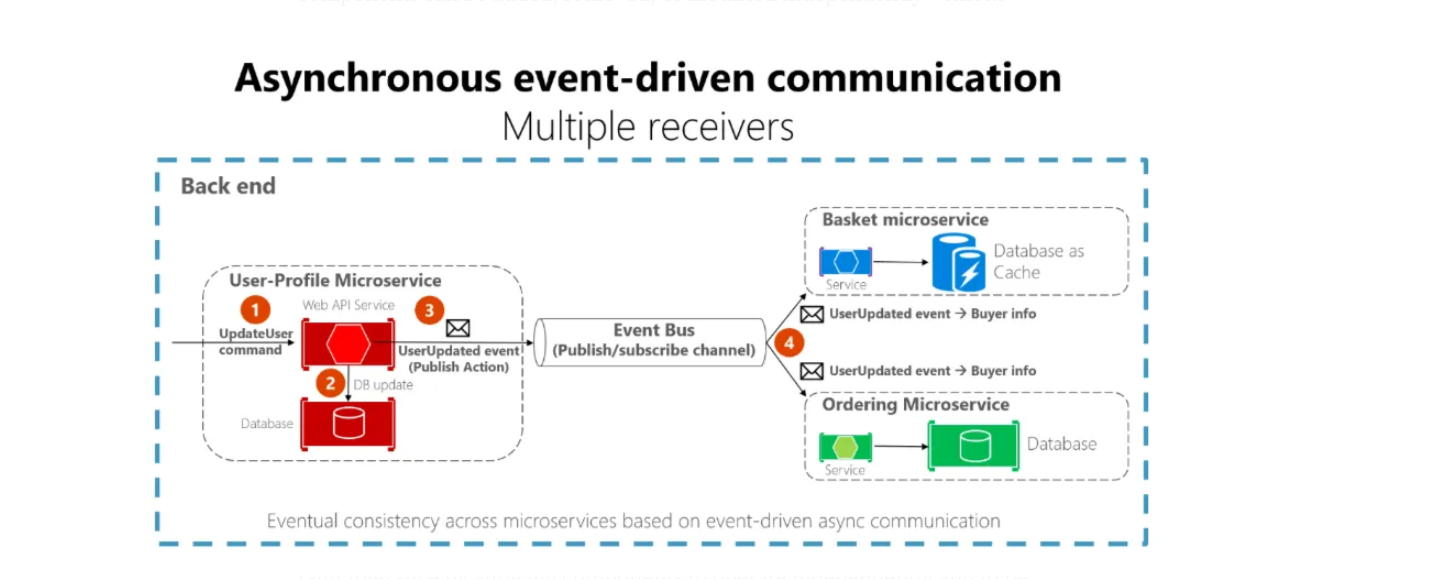 Asynchronous event-driven communication
Multiple receivers
Back end
User-Profile Microservice
Web API Service
1
UpdateUser
command
3
UserUpdated event
(Publish Action)
2
DB update
Database
Event Bus
(Publish/subscribe channel)
4
Basket microservice
Service
Database as
Cache
UserUpdated event → Buyer info
UserUpdated event → Buyer info
Ordering Microservice
Service
Database
Eventual consistency across microservices based on event-driven async communication